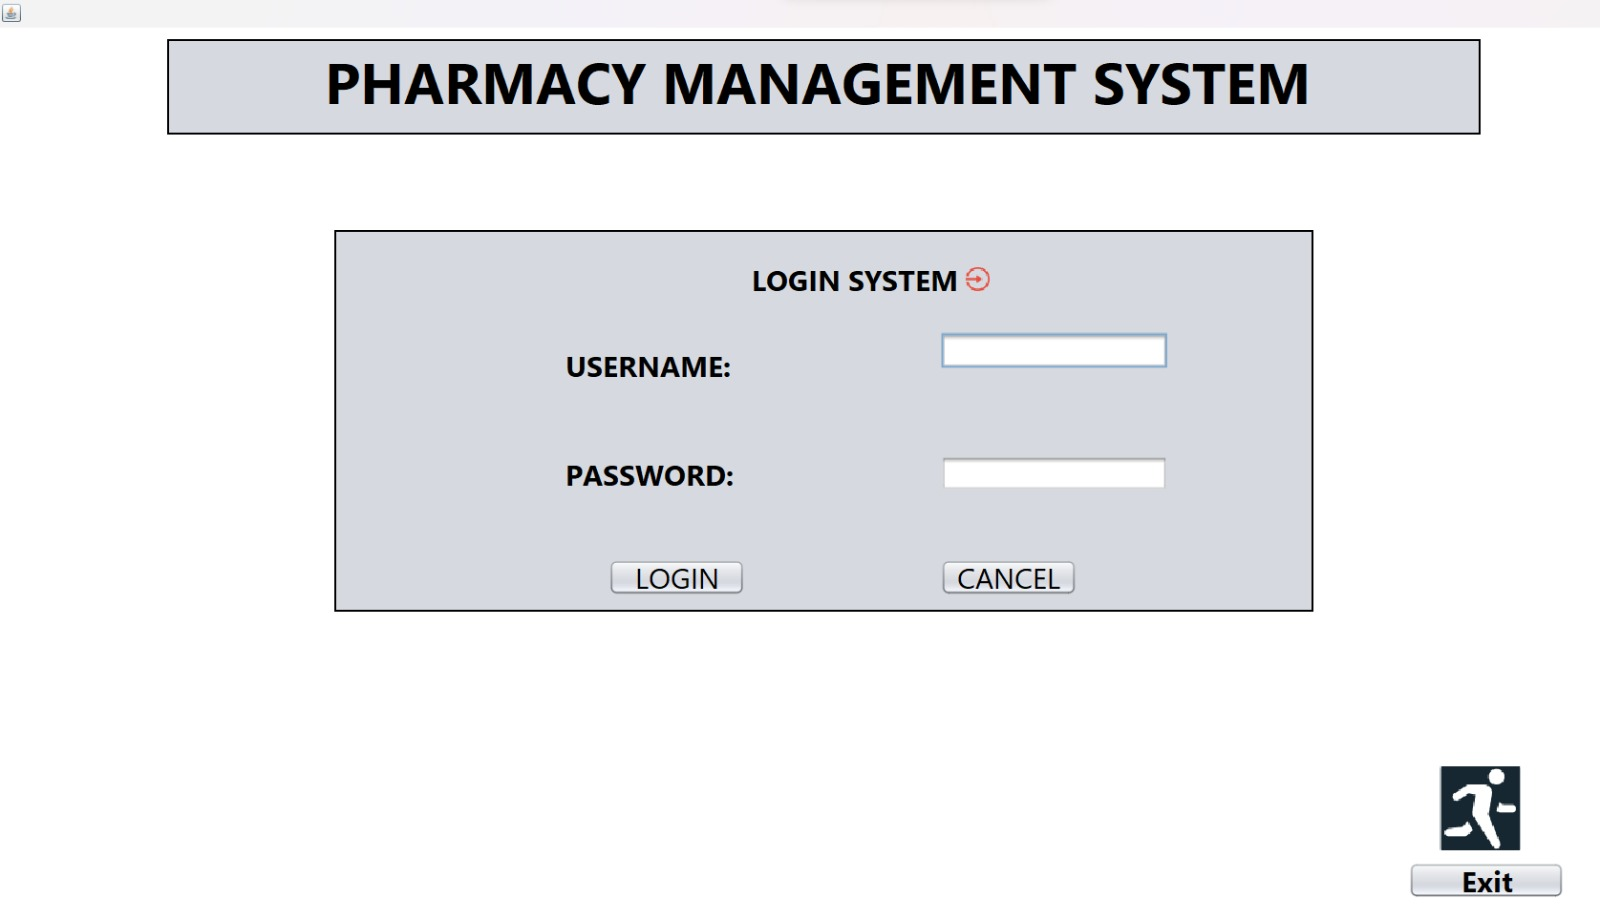 PHARMACY MANAGEMENT SYSTEM
LOGIN SYSTEM
USERNAME:
PASSWORD:
LOGIN CANCEL
Exit